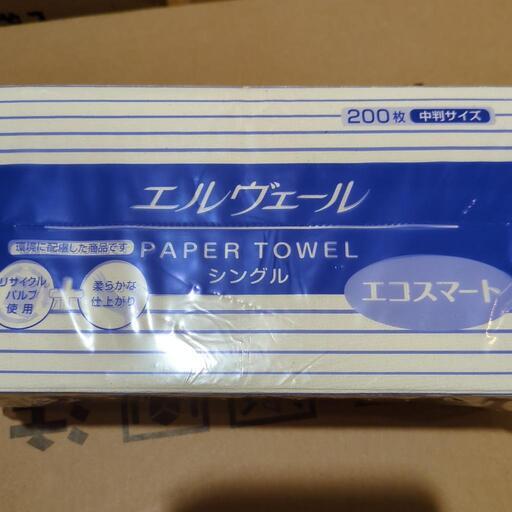 200枚 中判サイズ
エルヴェール
環境に配慮した商品です
PAPER TOWEL
シングル
リサイクル
パルプ
使用
柔らかな
仕上がり
エコスマート